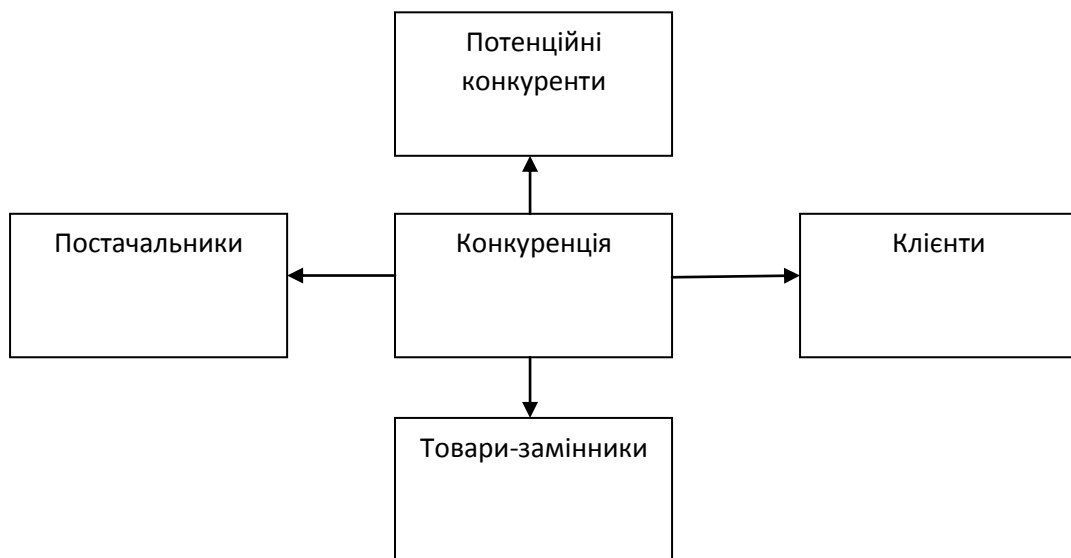 Потенційні
конкуренти
Постачальники
Конкуренція
Клієнти
Товари-замінники